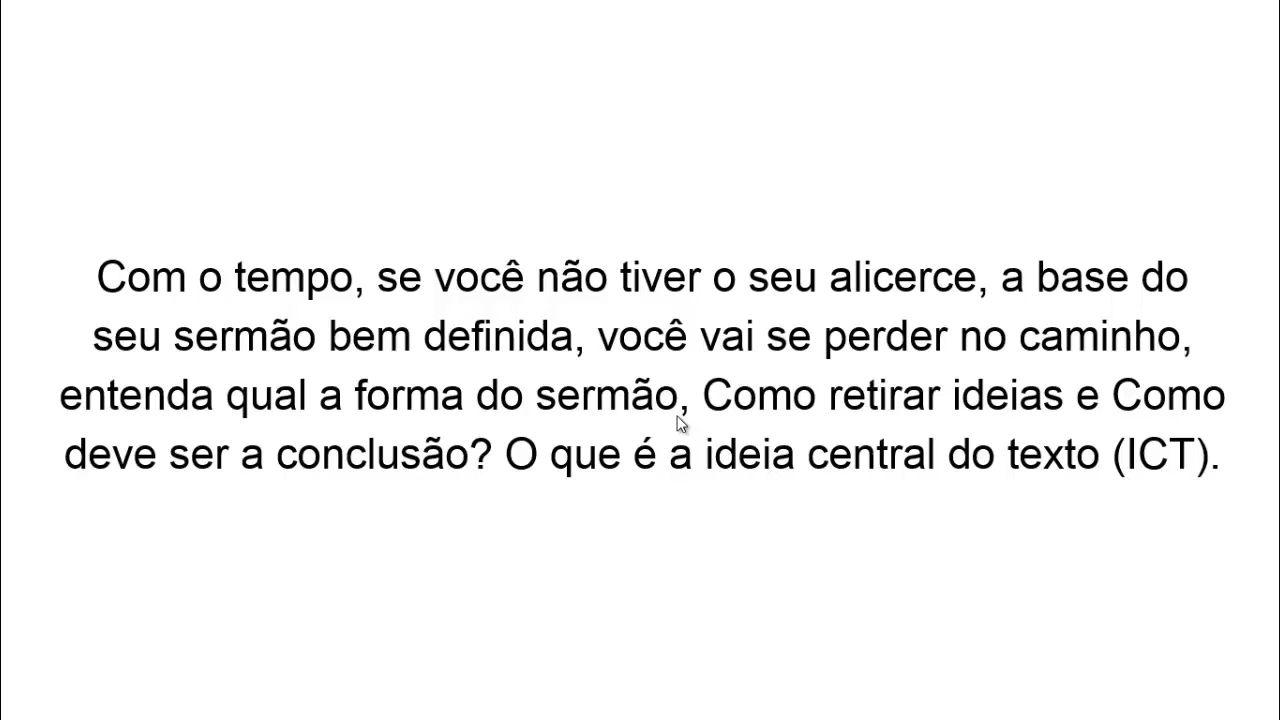 Com o tempo, se você não tiver o seu alicerce, a base do
seu sermão bem definida, você vai se perder no caminho,
entenda qual a forma do sermão, Como retirar ideias e Como
deve ser a conclusão? O que é a ideia central do texto (ICT).